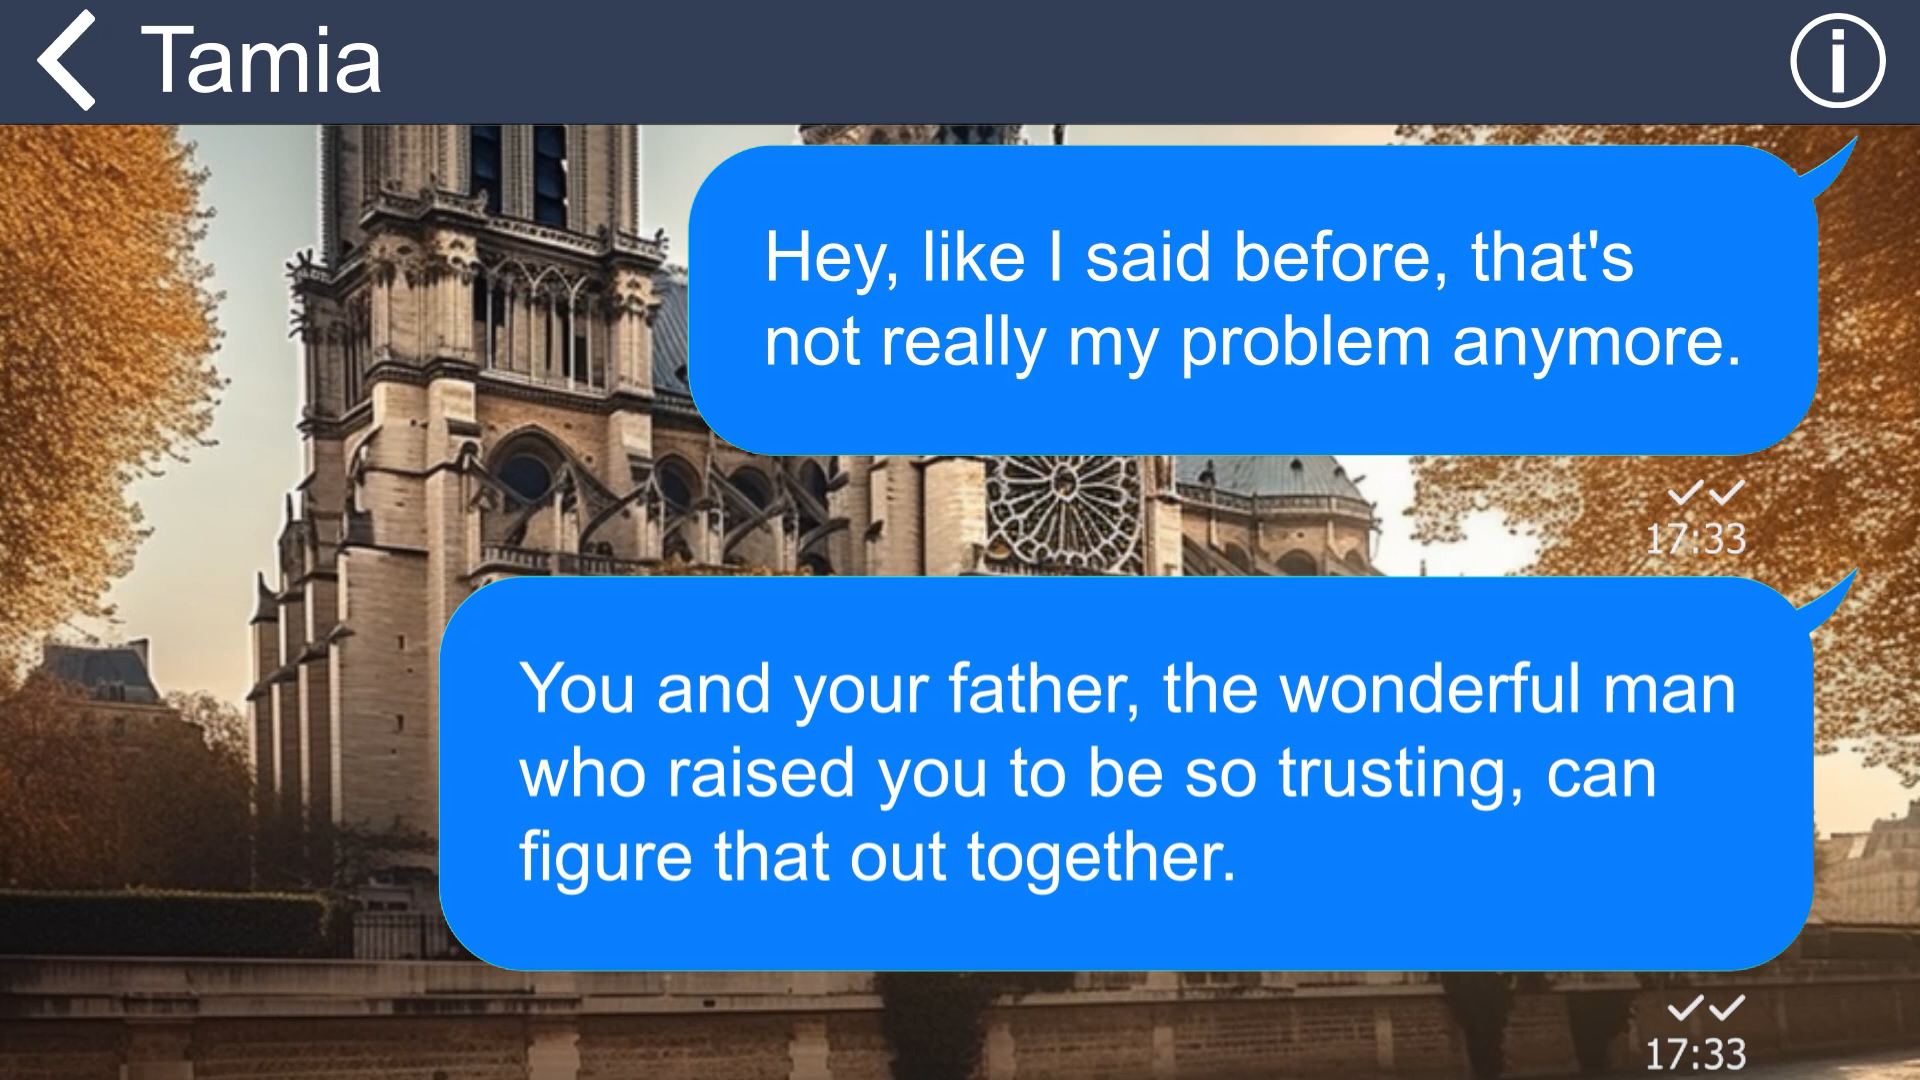 Tamia
Hey, like I said before, that's
not really my problem anymore.
17:33
You and your father, the wonderful man
who raised you to be so trusting, can
figure that out together.
17:33